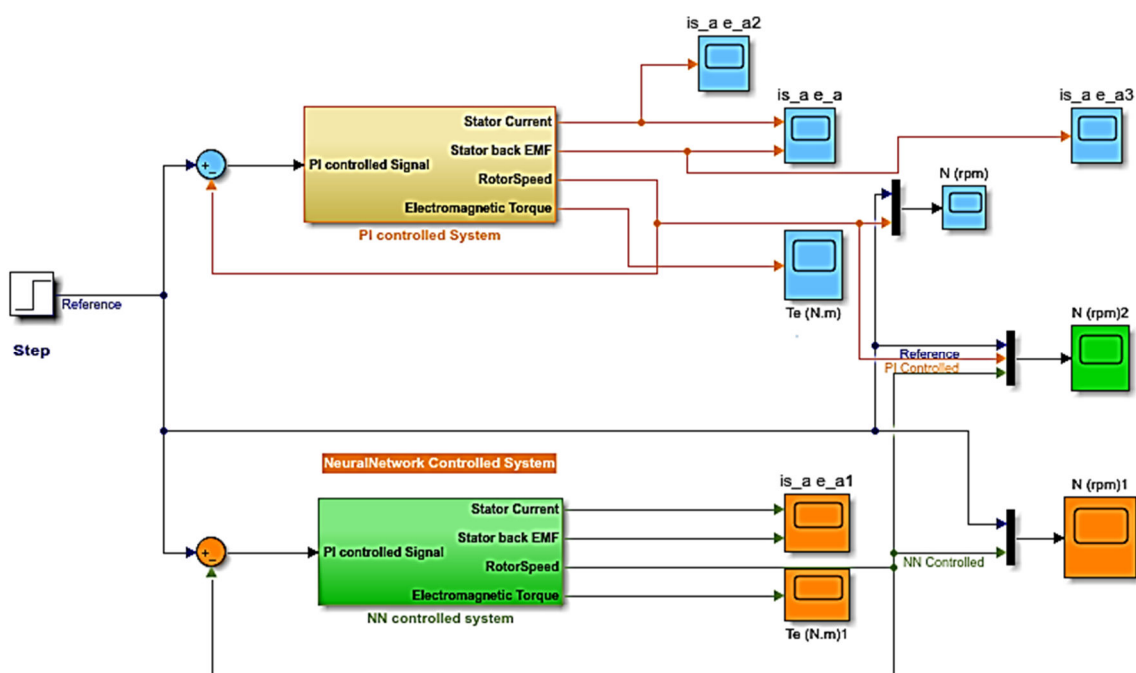 is_a e_a2
is_a e_a
is_a e_a3
Stator Current
Stator back EMF
PI controlled Signal
RotorSpeed
Electromagnetic Torque
PI controlled System
N (rpm)
Te (N.m)
Reference
Step
N (rpm)2
Reference
PI Controlled
NeuralNetwork Controlled System
is_a e_a1
N (rpm)1
Stator Current
Stator back EMF
PI controlled Signal
RotorSpeed
Electromagnetic Torque
NN controlled system
NN Controlled
Te (N.m)1